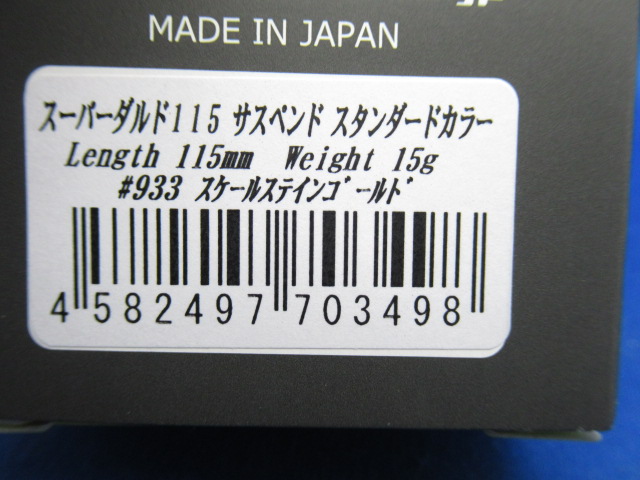 MADE IN JAPAN
スーパーダルド115 サスペンド スタンダードカラー
Length 115mm Weight 15g
#933 スケールステインゴールド
4 582497 703498